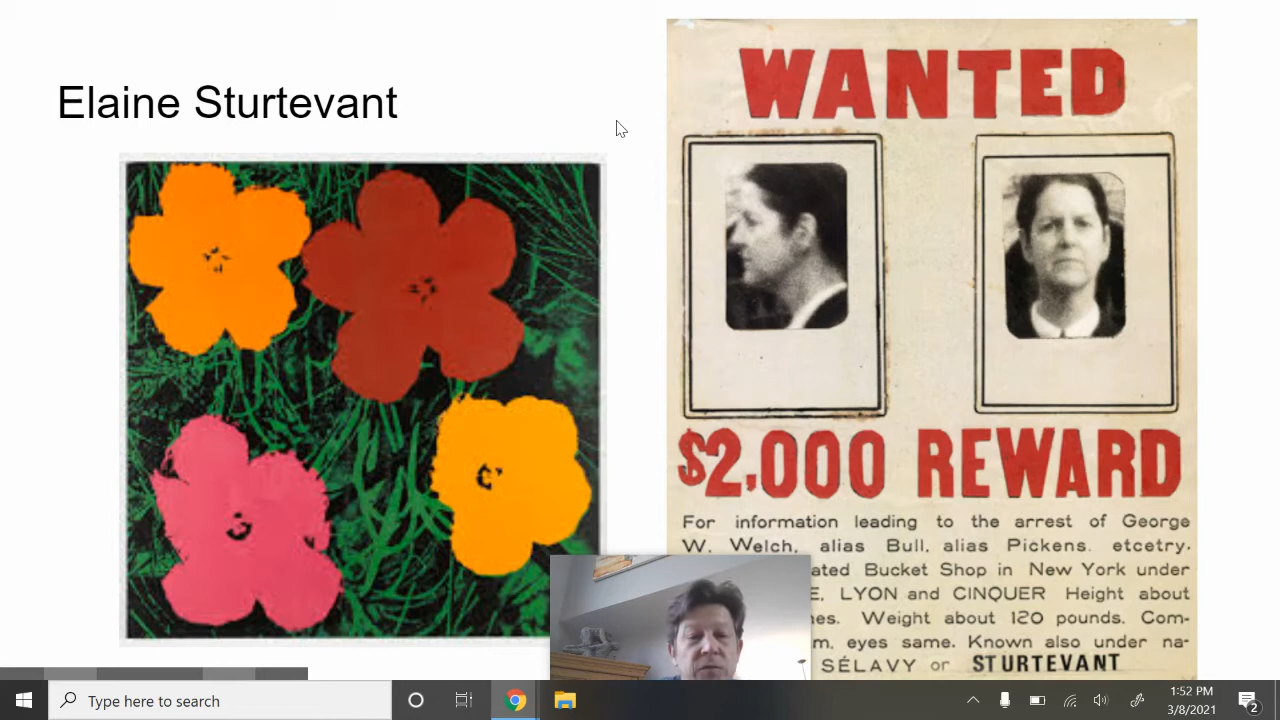 Elaine Sturtevant
WANTED
$2,000 REWARD
For information leading to the arrest of George
W. Welch, alias Bull, alias Pickens. etcetry.
ated Bucket Shop in New York under
E, LYON and CINQUER Height about
nes. Weight about 120 pounds. Com-
m, eyes same. Known also under na-
SÉLAVY or STURTEVANT
Type here to search
1:52 PM
3/8/2021
2